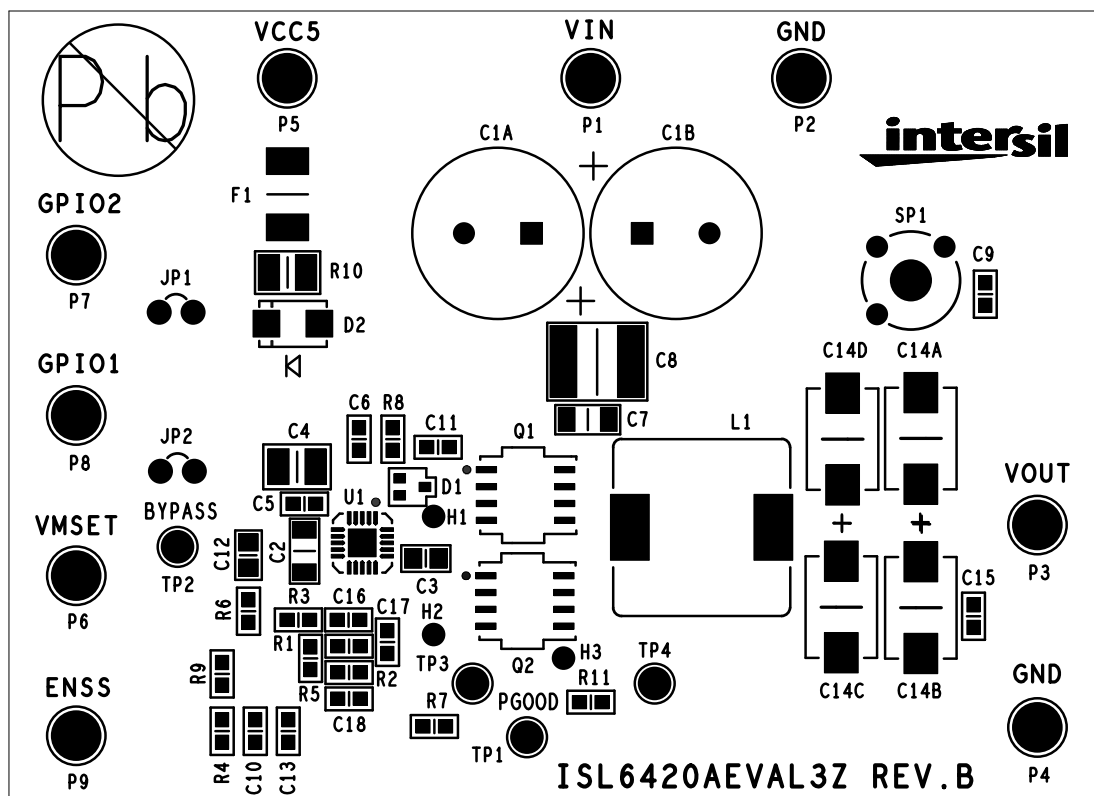 Pb
VCC5
VIN
GND
P5
P1
P2
C1A
C1B
intersil
F1
GPIO2
SP1
C9
JP1
R10
P7
D2
C8
C14D
C14A
GPIO1
C7
C6
R8
C11
Q1
L1
P8
JP2
C4
VOUT
C5
U1
D1
H1
VMSET
BYPASS
C12
C2
C3
TP2
P3
R3
C16
C17
H2
C15
P6
R6
R1
TP3
Q2
H3
TP4
R9
R5
R2
ENSS
C18
R7
PGOOD
R11
C14C
C14B
GND
TP1
P9
R4
C10
C13
ISL6420AEVAL3Z REV.B
P4